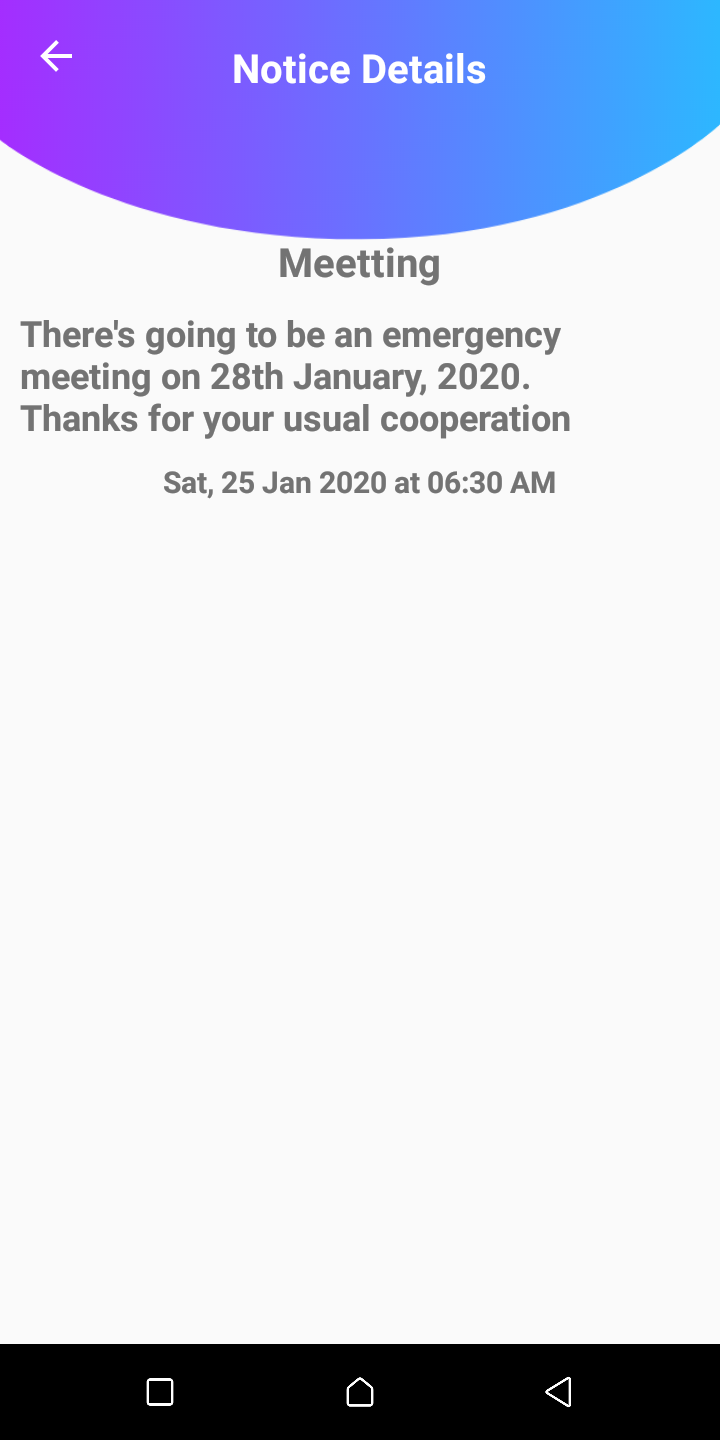 Notice Details
Meetting
There's going to be an emergency
meeting on 28th January, 2020.
Thanks for your usual cooperation
Sat, 25 Jan 2020 at 06:30 AM